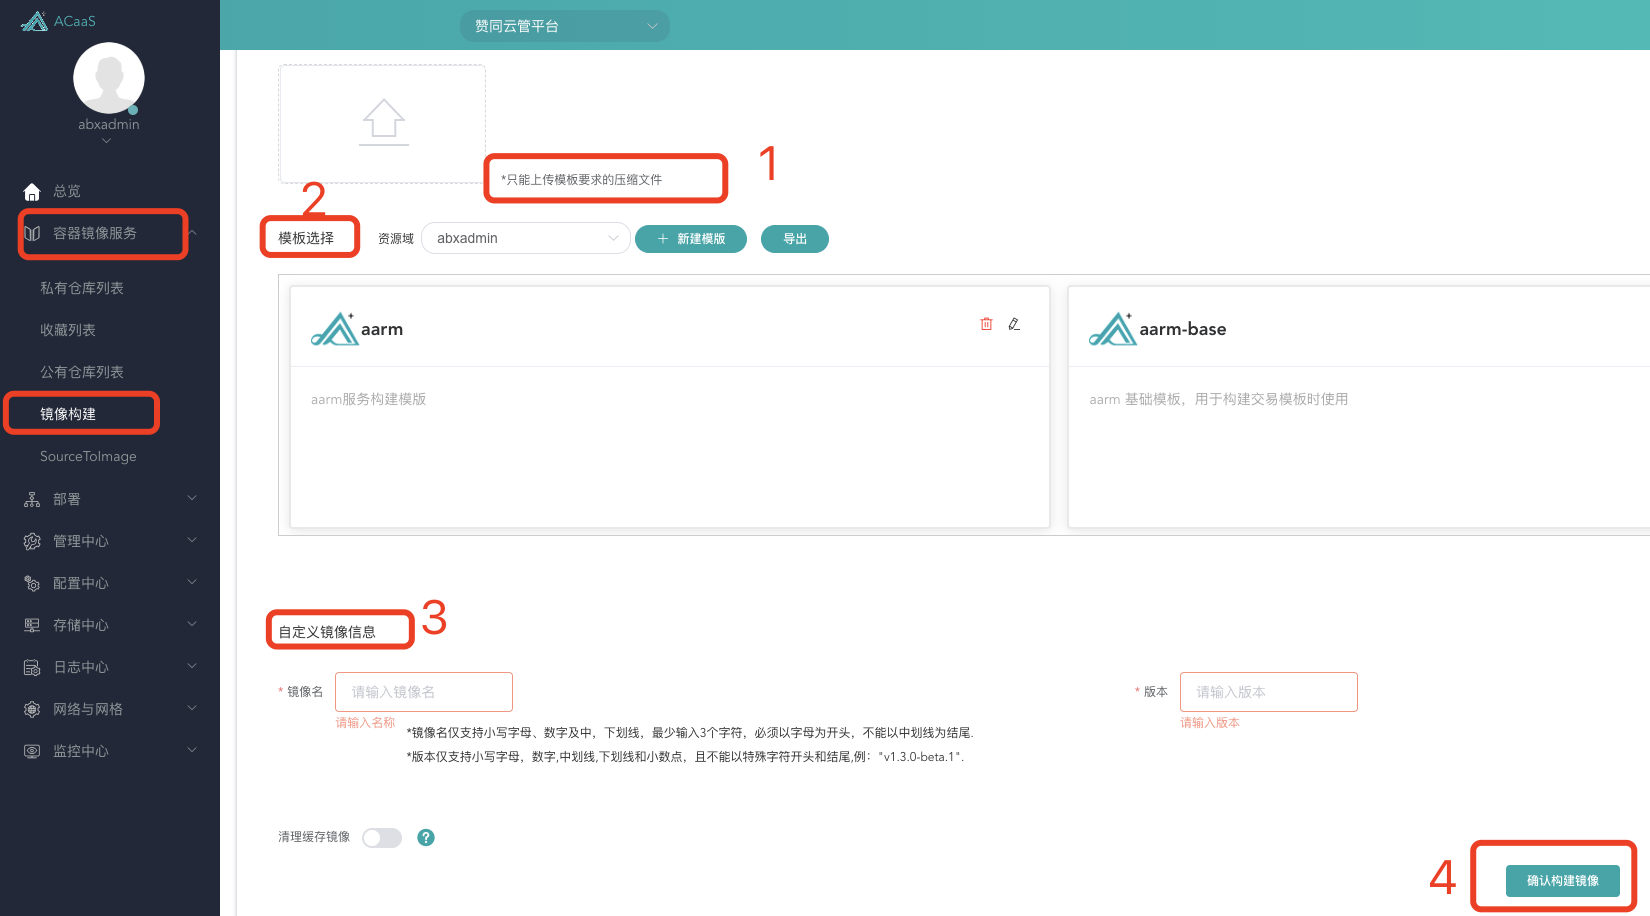 ACaaS
赞同云管平台
abxadmin
总览
容器镜像服务
私有仓库列表
收藏列表
公有仓库列表
镜像构建
SourceToImage
部署
管理中心
配置中心
存储中心
日志中心
网络与网格
监控中心
*只能上传模板要求的压缩文件
1
2
模板选择
资源域
abxadmin
新建模版
导出
aarm
aarm服务构建模版
aarm-base
aarm 基础模板，用于构建交易模板时使用
自定义镜像信息
3
* 镜像名
请输入镜像名
请输入名称
* 版本
请输入版本
请输入版本
*镜像名仅支持小写字母、数字及中，下划线，最少输入3个字符，必须以字母为开头，不能以中划线为结尾.
*版本仅支持小写字母，数字,中划线,下划线和小数点，且不能以特殊字符开头和结尾,例："v1.3.0-beta.1".
清理缓存镜像
?
4
确认构建镜像